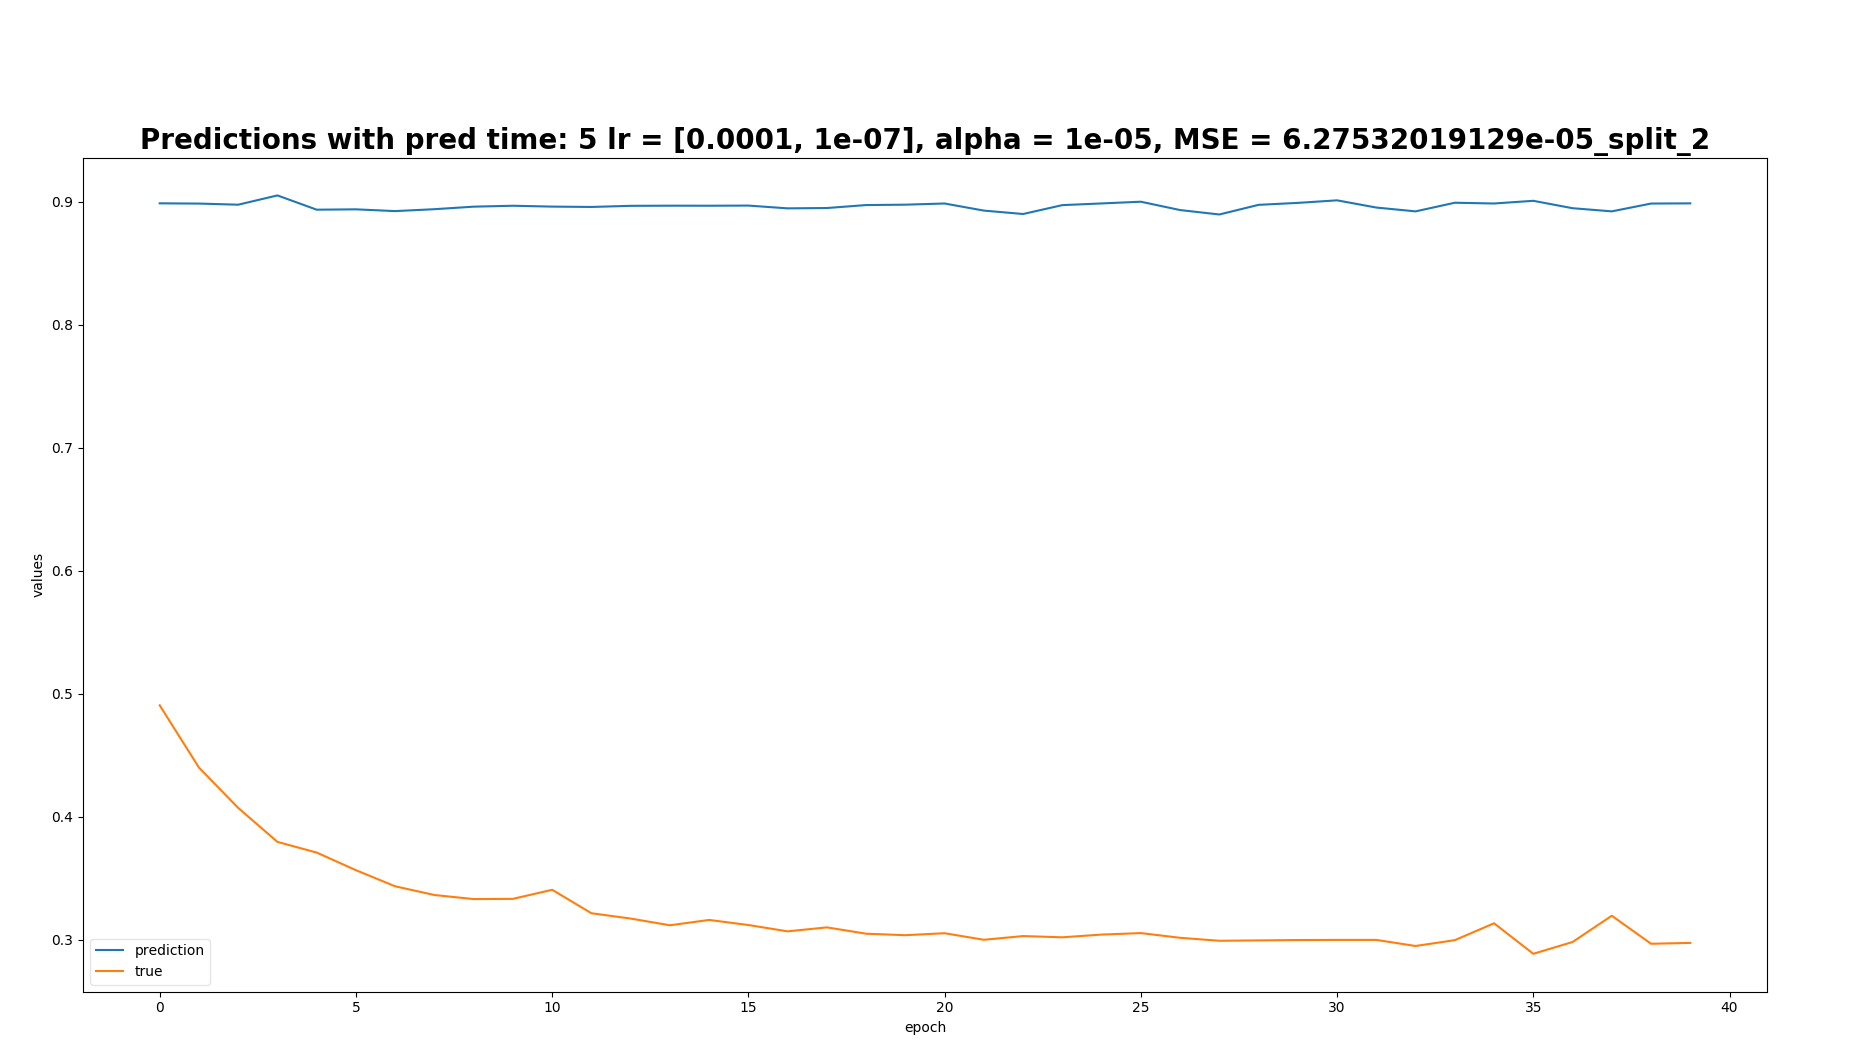 Predictions with pred time: 5 lr = [0.0001, 1e-07], alpha = 1e-05, MSE = 6.27532019129e-05_split_2
0.9
0.8
0.7
0.6
0.5
0.4
0.3
values
prediction
true
0 5 10 15 20 25 30 35 40
epoch